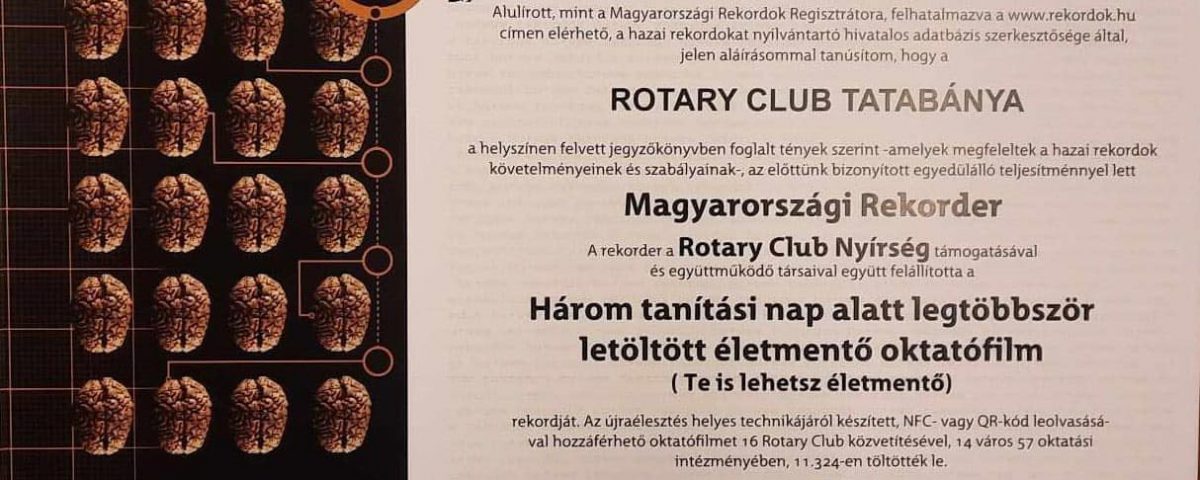 Alulírott, mint a Magyarországi Rekordok Regisztrátora, felhatalmazva a www.rekordok.hu
címen elérhető, a hazai rekordokat nyilvántartó hivatalos adatbázis szerkesztősége által,
jelen aláírásommal tanúsítom, hogy a
ROTARY CLUB TATABÁNYA
a helyszínen felvett jegyzőkönyvben foglalt tények szerint -amelyek megfeleltek a hazai rekordok
követelményeinek és szabályainak-, az előttünk bizonyított egyedülálló teljesítménnyel lett
Magyarországi Rekorder
A rekorder a Rotary Club Nyírség támogatásával
és együttműködő társaival együtt felállította a
Három tanítási nap alatt legtöbbször
letöltött életmentő oktatófilm
( Te is lehetsz életmentő)
rekordját. Az újraélesztés helyes technikájáról készített, NFC- vagy QR-kód leolvasásá-
val hozzáférhető oktatófilmet 16 Rotary Club közvetítésével, 14 város 57 oktatási
intézményében, 11.324-en töltötték le.